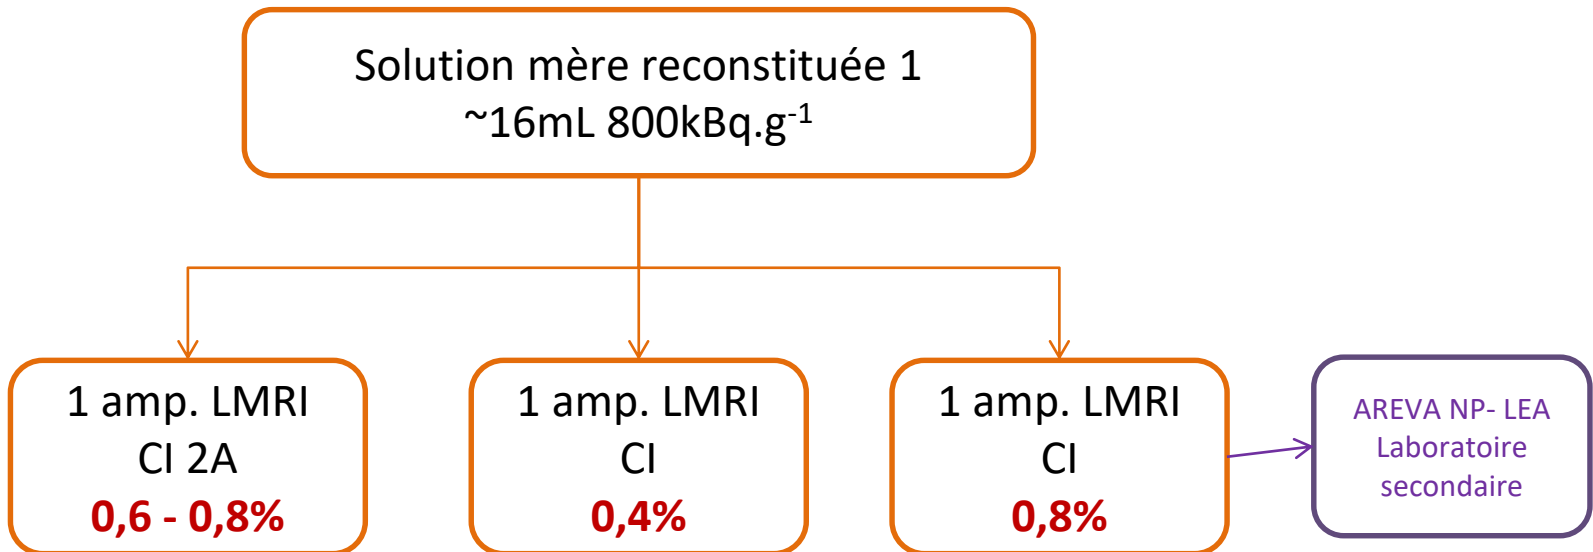 Solution mère reconstituée 1
~16mL 800kBq.g⁻¹
1 amp. LMRI
CI 2A
0,6 - 0,8%
1 amp. LMRI
CI
0,4%
1 amp. LMRI
CI
0,8%
AREVA NP- LEA
Laboratoire
secondaire